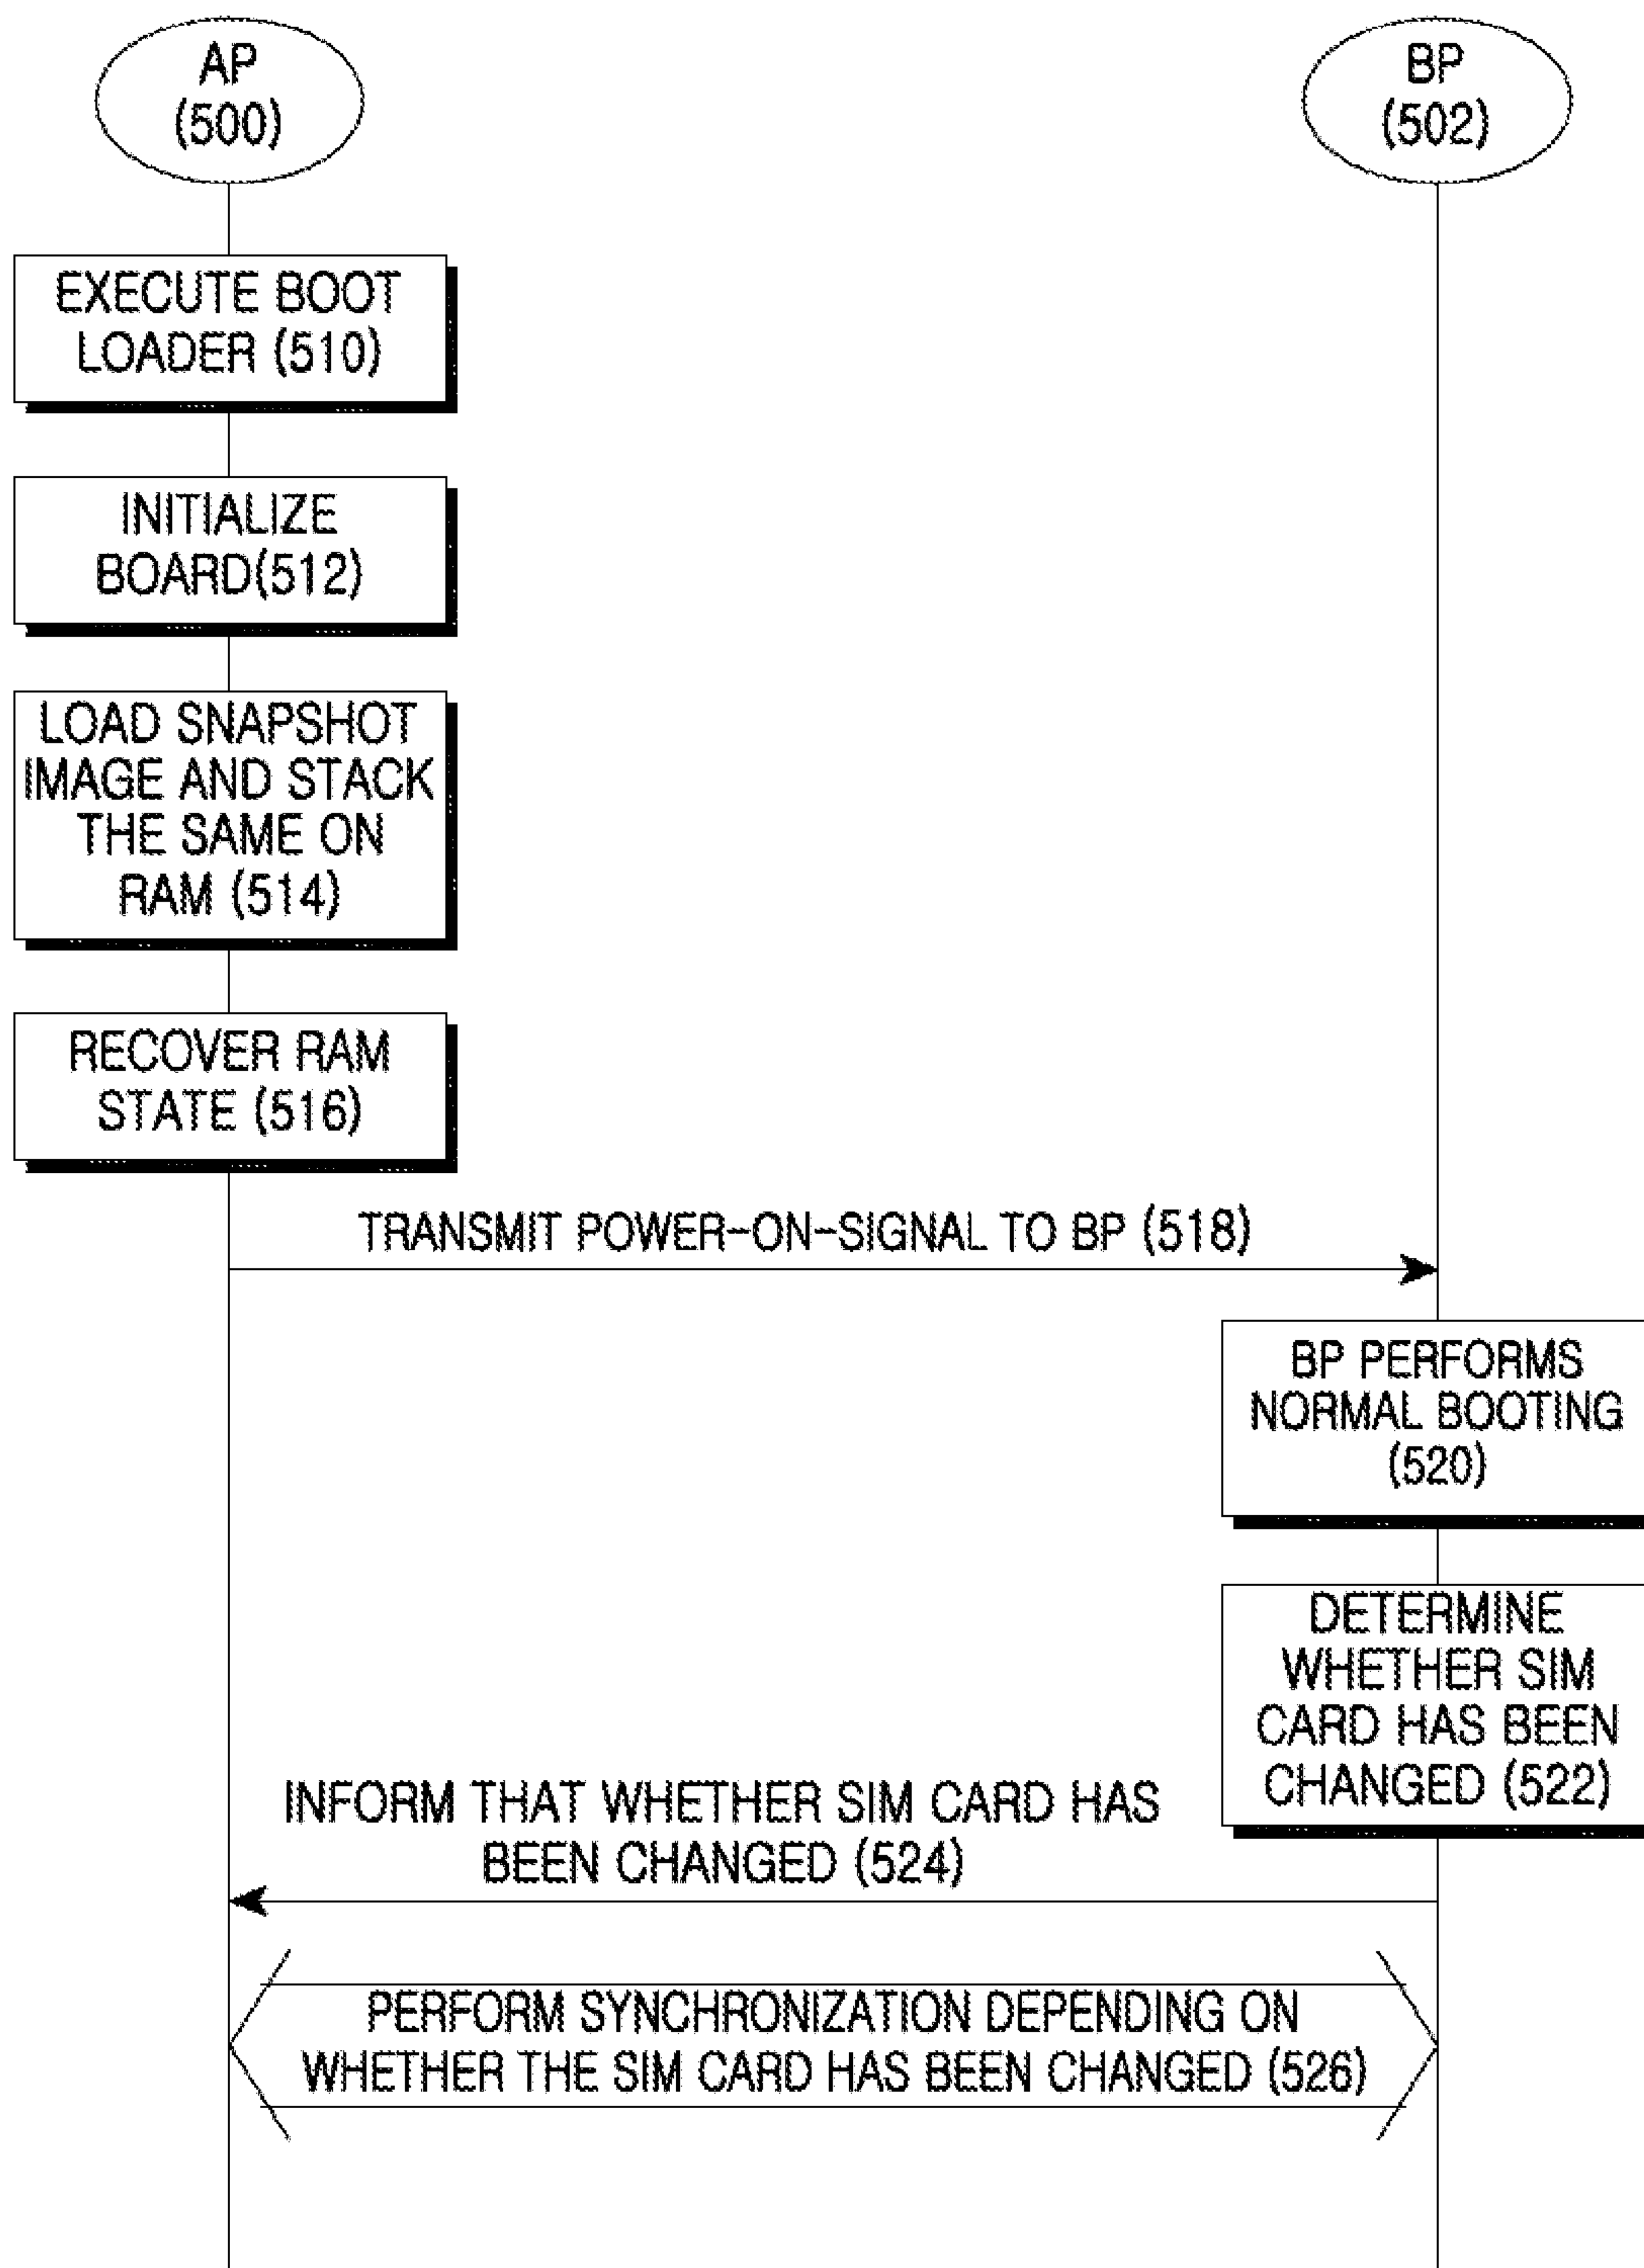 AP
(500)
BP
(502)
EXECUTE BOOT
LOADER (510)
INITIALIZE
BOARD(512)
LOAD SNAPSHOT
IMAGE AND STACK
THE SAME ON
RAM (514)
RECOVER RAM
STATE (516)
TRANSMIT POWER-ON-SIGNAL TO BP (518)
BP PERFORMS
NORMAL BOOTING
(520)
DETERMINE
WHETHER SIM
CARD HAS BEEN
CHANGED (522)
INFORM THAT WHETHER SIM CARD HAS
BEEN CHANGED (524)
PERFORM SYNCHRONIZATION DEPENDING ON
WHETHER THE SIM CARD HAS BEEN CHANGED (526)